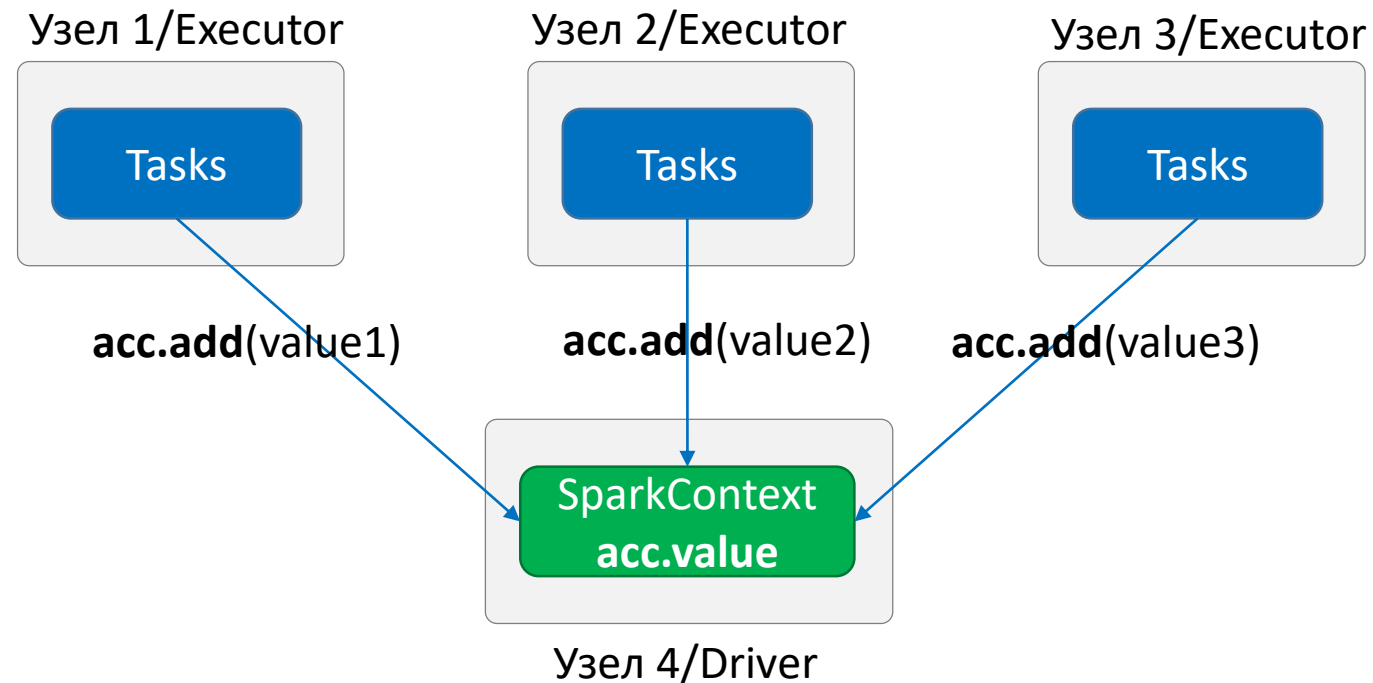 Узел 1/Executor
Узел 2/Executor
Узел 3/Executor
Tasks
Tasks
Tasks
acc.add(value1)
acc.add(value2)
acc.add(value3)
SparkContext
acc.value
Узел 4/Driver